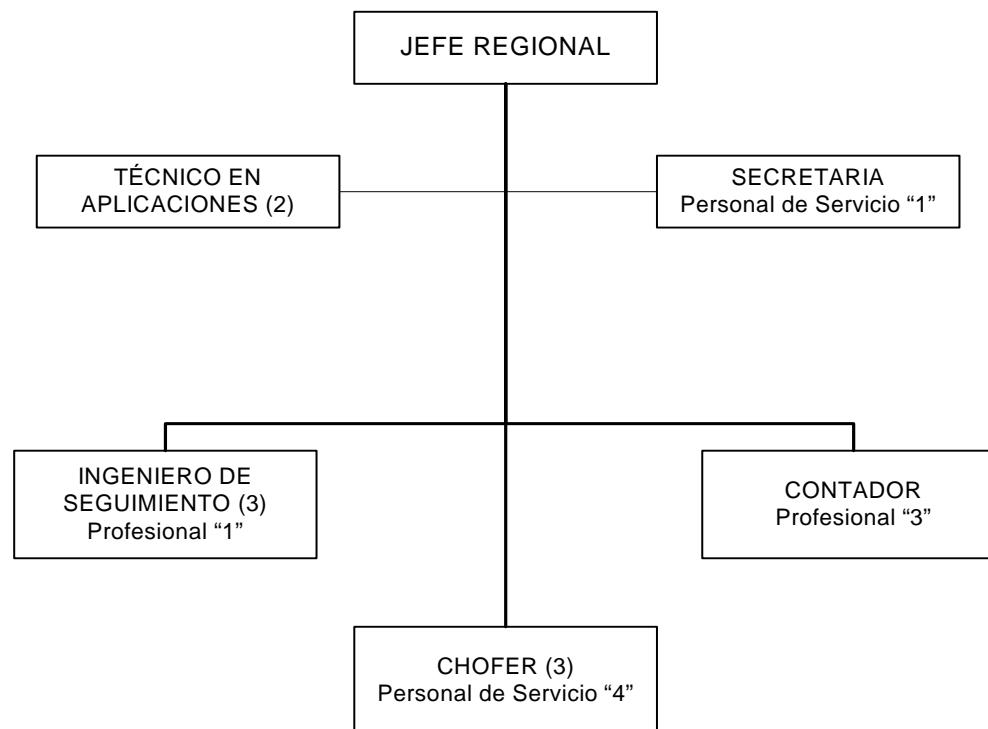 JEFE REGIONAL
TÉCNICO EN
APLICACIONES (2)
SECRETARIA
Personal de Servicio “1”
INGENIERO DE
SEGUIMIENTO (3)
Profesional “1”
CONTADOR
Profesional “3”
CHOFER (3)
Personal de Servicio “4”